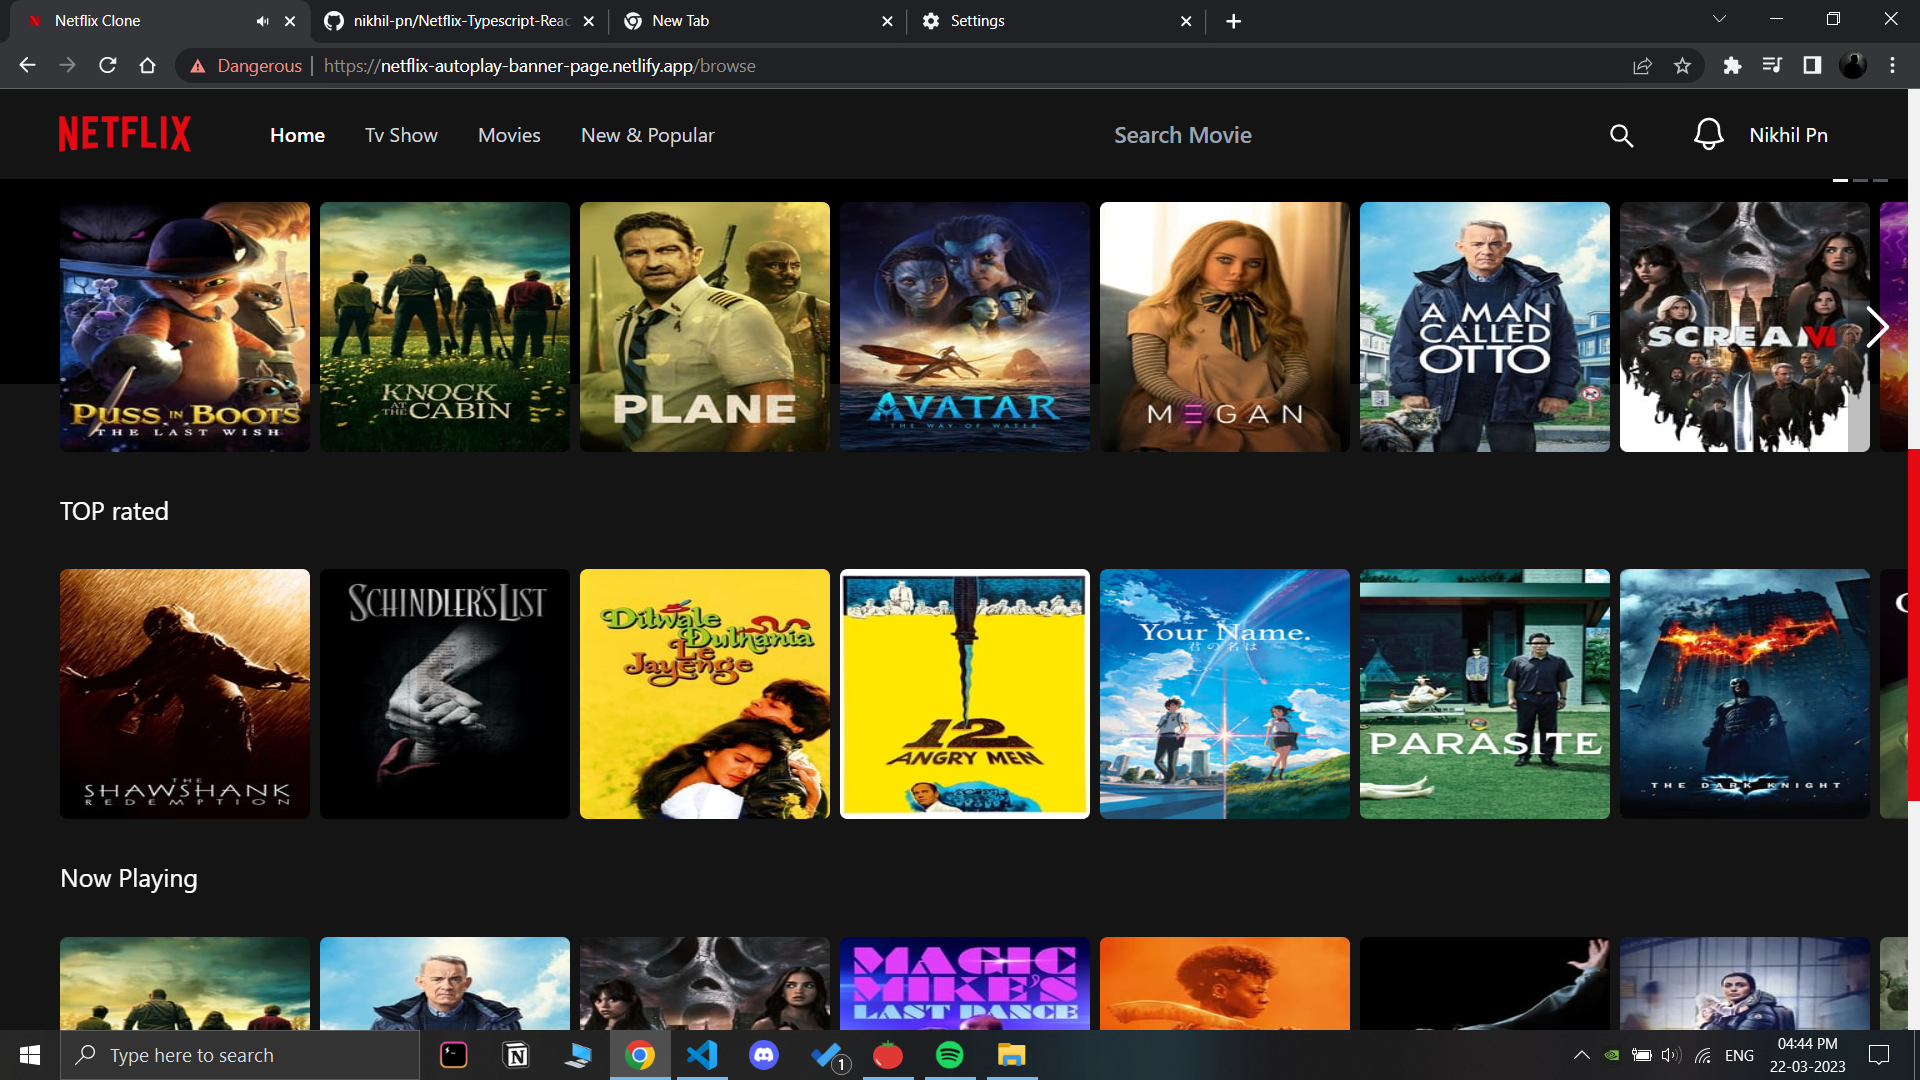 Netflix Clone
nikhil-pn/Netflix-Typescript-Reac
New Tab
Settings
Dangerous
https://netflix-autoplay-banner-page.netlify.app/browse
NETFLIX
Home
Tv Show
Movies
New & Popular
Search Movie
Nikhil Pn
PUSS IN BOOTS
THE LAST WISH
KNOCK
AT THE CABIN
PLANE
AVATAR
THE WAY OF WATER
M3GAN
A MAN
CALLED
OTTO
SCREAM VI
TOP rated
THE
SHAWSHANK
REDEMPTION
SCHINDLER'S LIST
Dilwale
Dulhania
Le
Jayenge
12
ANGRY MEN
Your Name.
君の名は
PARASITE
THE DARK KNIGHT
Now Playing
MAGIC
MIKE'S
LAST DANCE
Type here to search
1
ENG
04:44 PM
22-03-2023